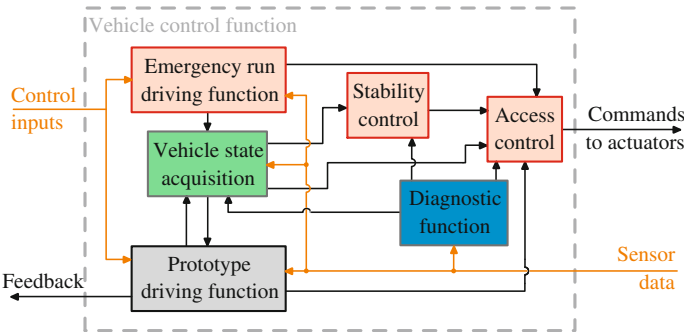 Vehicle control function
Emergency run
driving function
Control
inputs
Stability
control
Access
control
Commands
to actuators
Vehicle state
acquisition
Diagnostic
function
Prototype
driving function
Sensor
data
Feedback